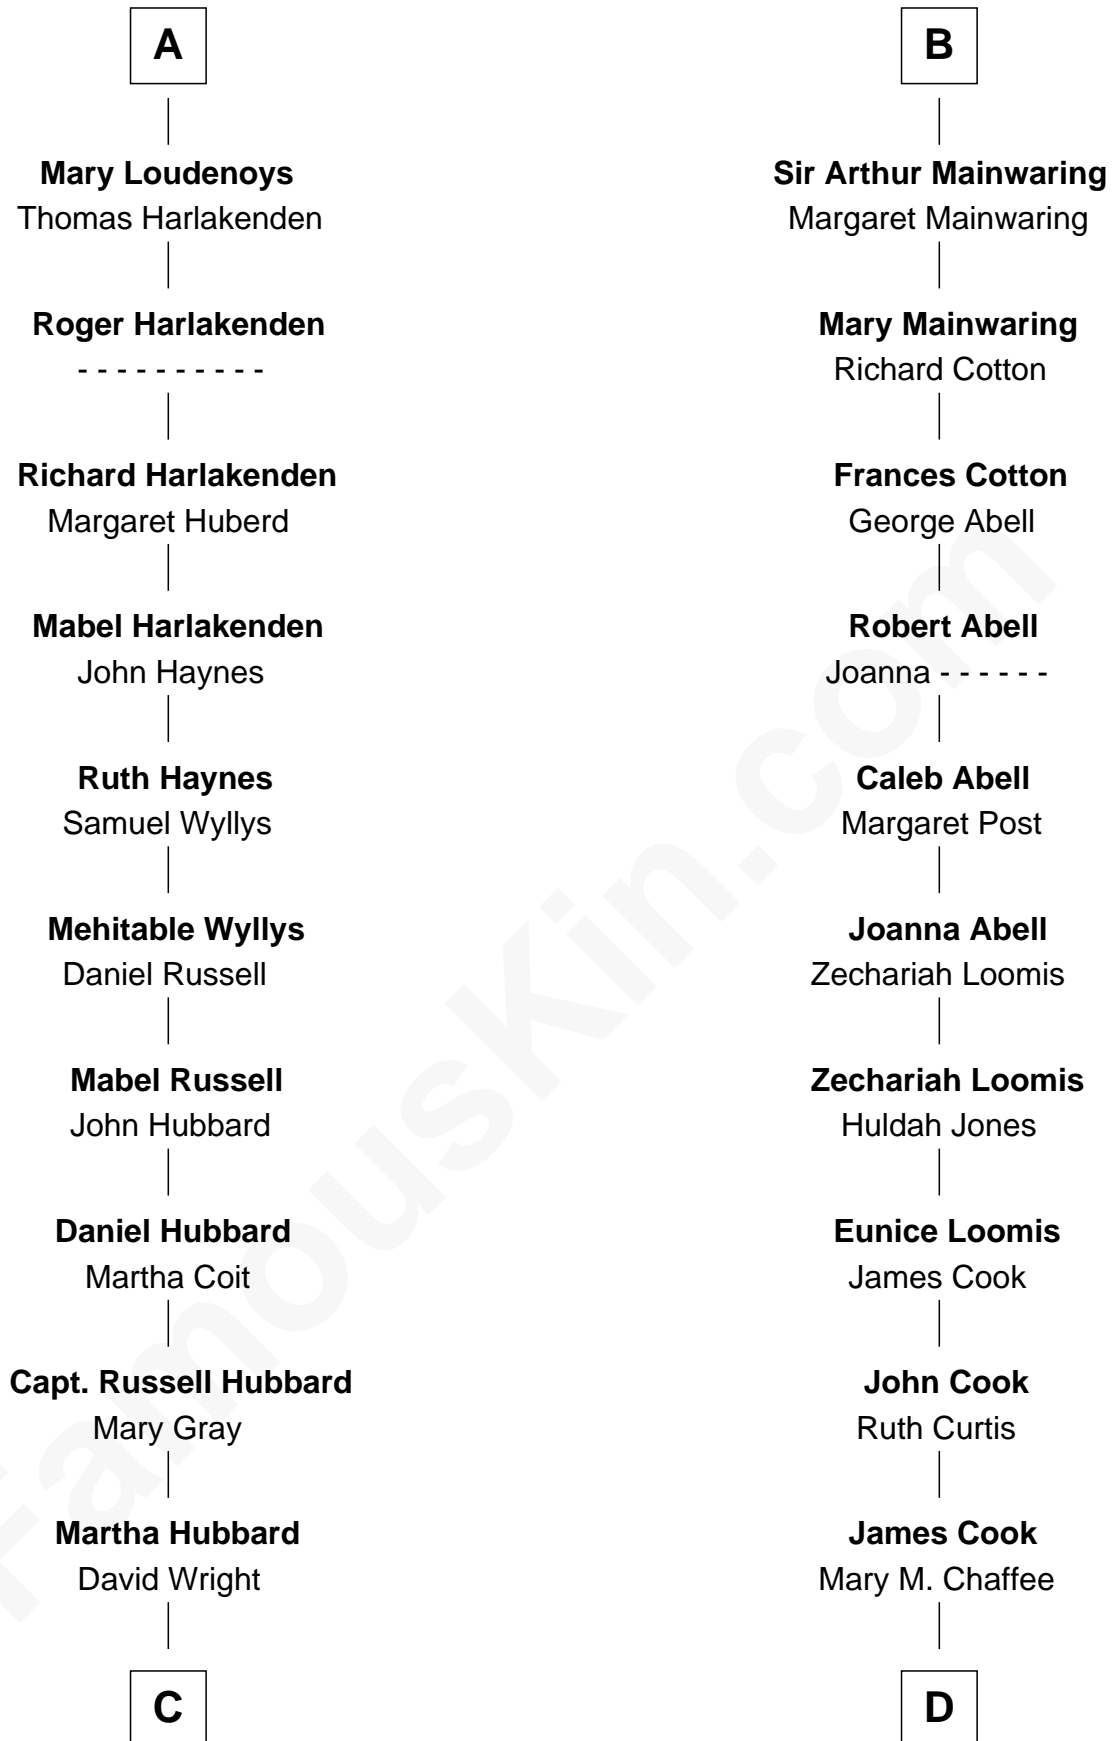 A
Mary Loudenoys
Thomas Harlakenden
Roger Harlakenden
- - - - - - - - - -
Richard Harlakenden
Margaret Huberd
Mabel Harlakenden
John Haynes
Ruth Haynes
Samuel Wyllys
Mehitable Wyllys
Daniel Russell
Mabel Russell
John Hubbard
Daniel Hubbard
Martha Coit
Capt. Russell Hubbard
Mary Gray
Martha Hubbard
David Wright
C
B
Sir Arthur Mainwaring
Margaret Mainwaring
Mary Mainwaring
Richard Cotton
Frances Cotton
George Abell
Robert Abell
Joanna - - - - - -
Caleb Abell
Margaret Post
Joanna Abell
Zechariah Loomis
Zechariah Loomis
Huldah Jones
Eunice Loomis
James Cook
John Cook
Ruth Curtis
James Cook
Mary M. Chaffee
D
FamousKin.com